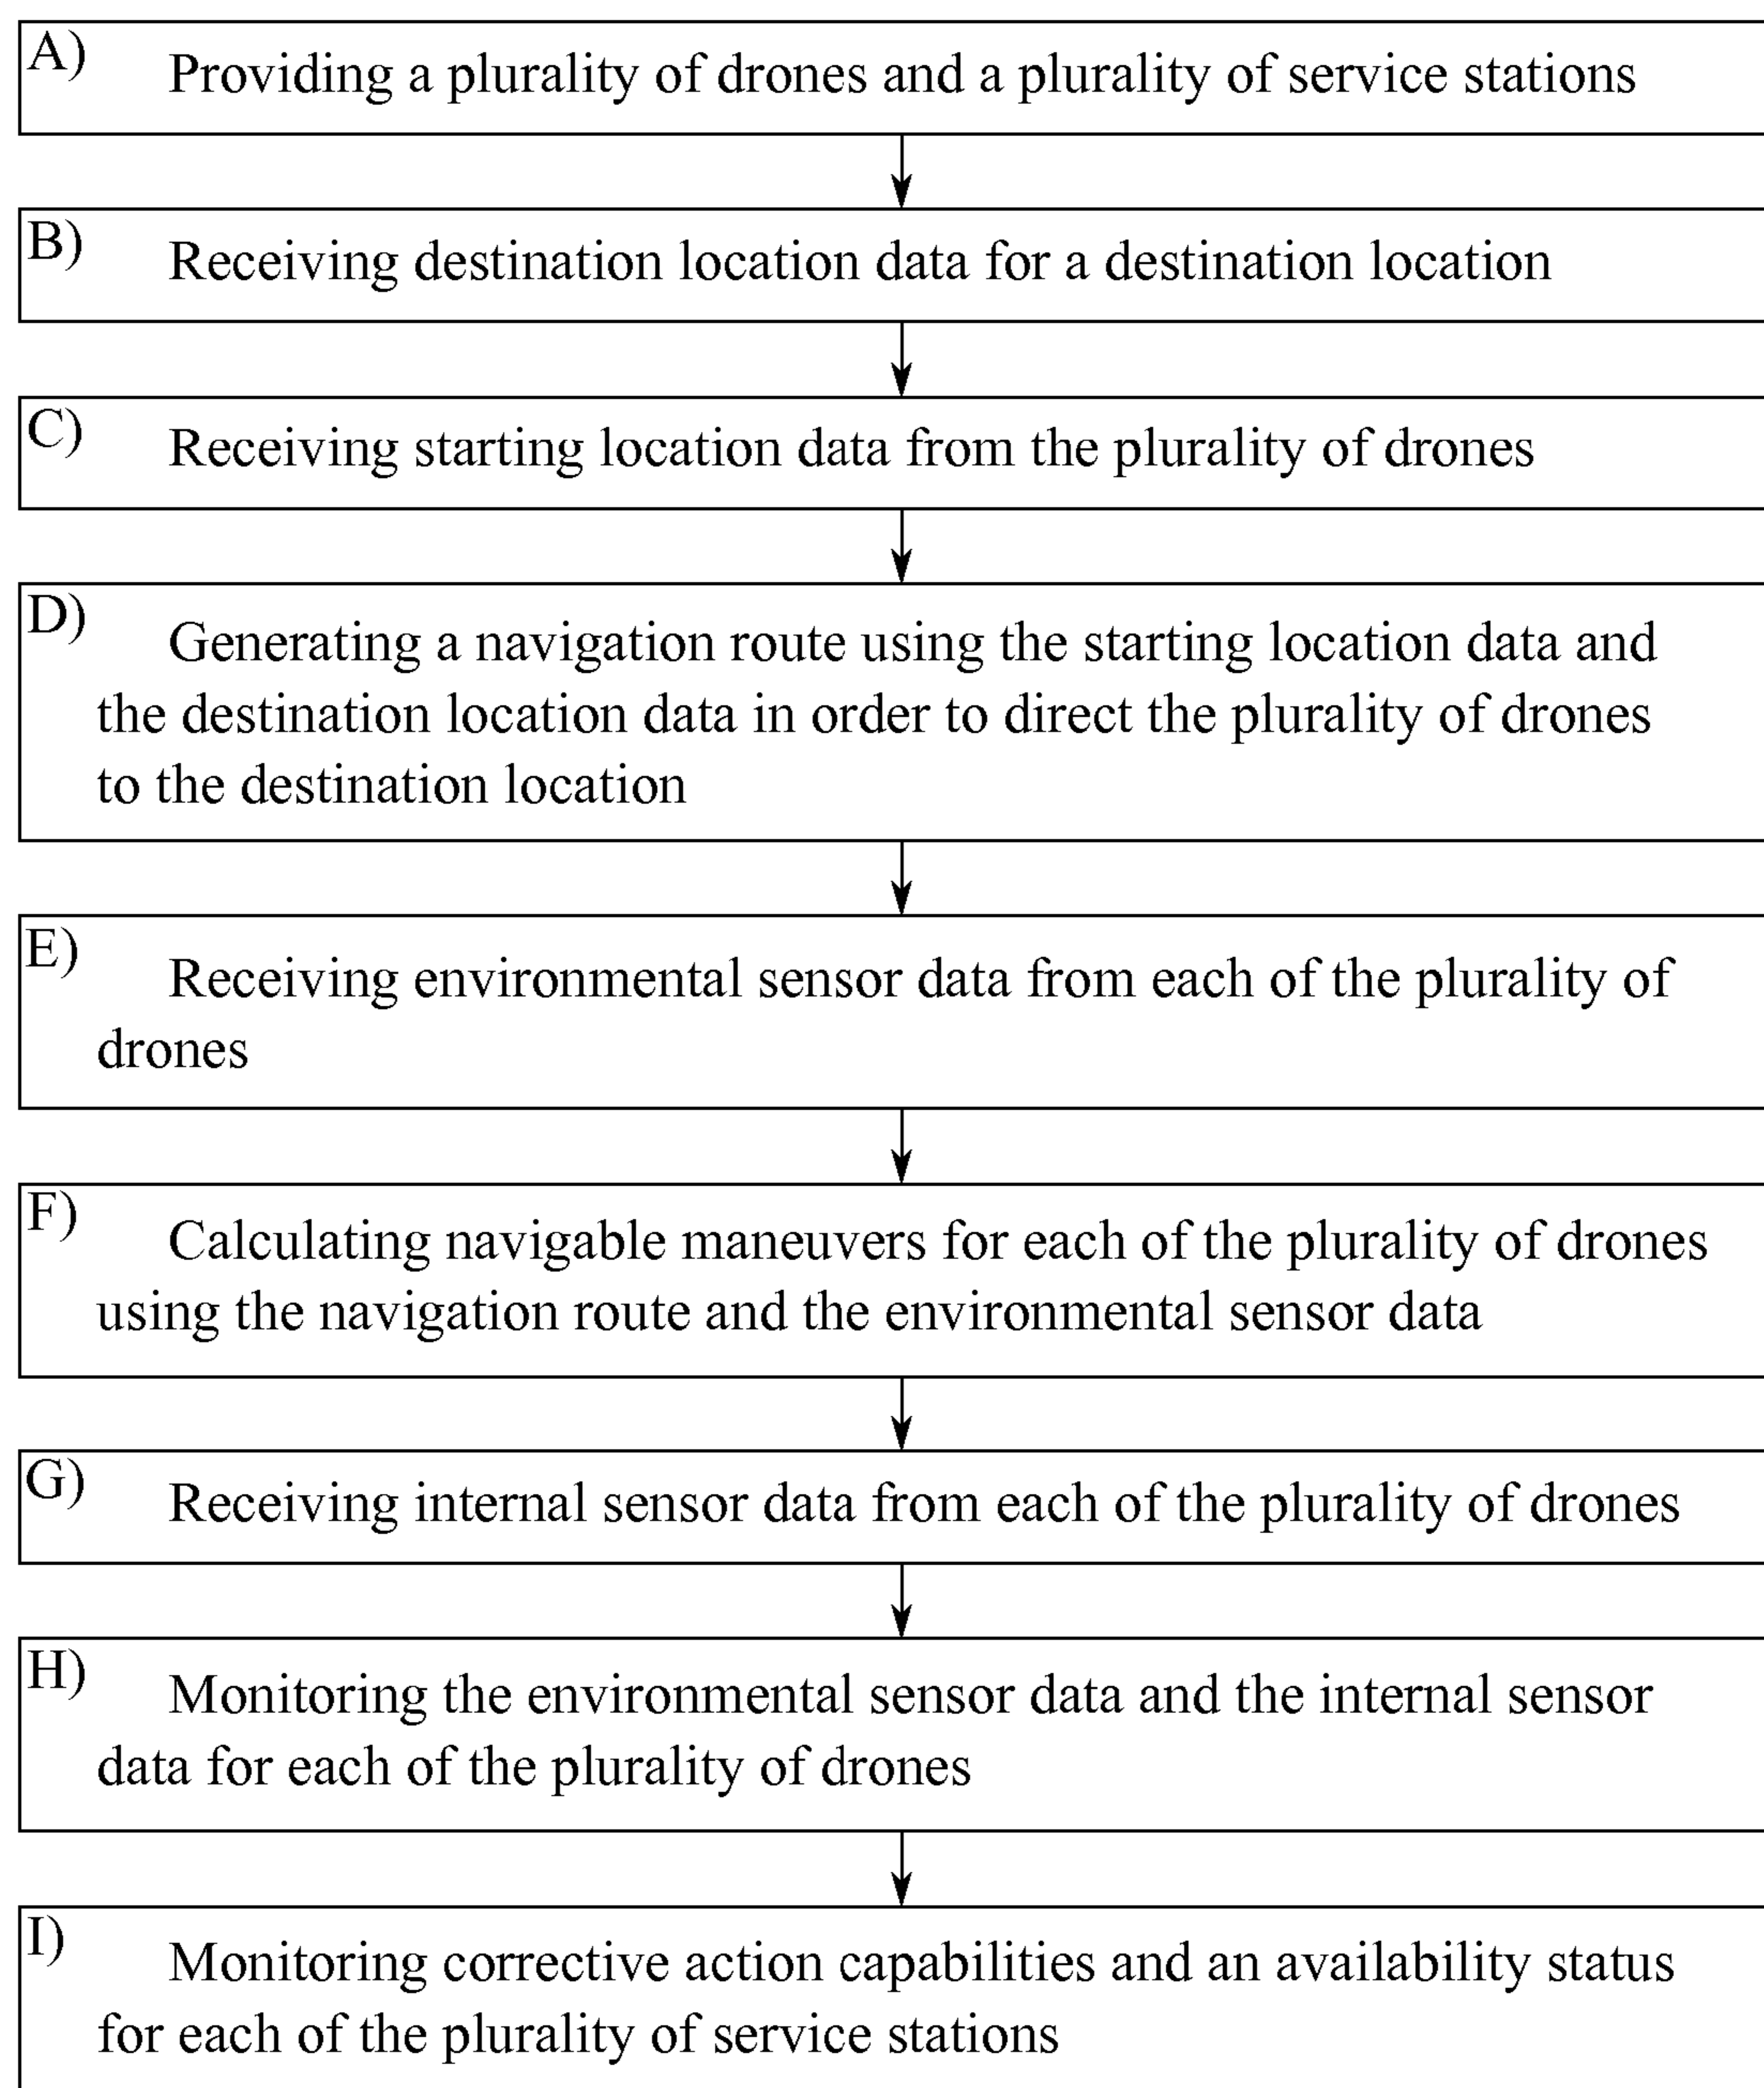 A) Providing a plurality of drones and a plurality of service stations
B) Receiving destination location data for a destination location
C) Receiving starting location data from the plurality of drones
D) Generating a navigation route using the starting location data and
the destination location data in order to direct the plurality of drones
to the destination location
E) Receiving environmental sensor data from each of the plurality of
drones
F) Calculating navigable maneuvers for each of the plurality of drones
using the navigation route and the environmental sensor data
G) Receiving internal sensor data from each of the plurality of drones
H) Monitoring the environmental sensor data and the internal sensor
data for each of the plurality of drones
I) Monitoring corrective action capabilities and an availability status
for each of the plurality of service stations